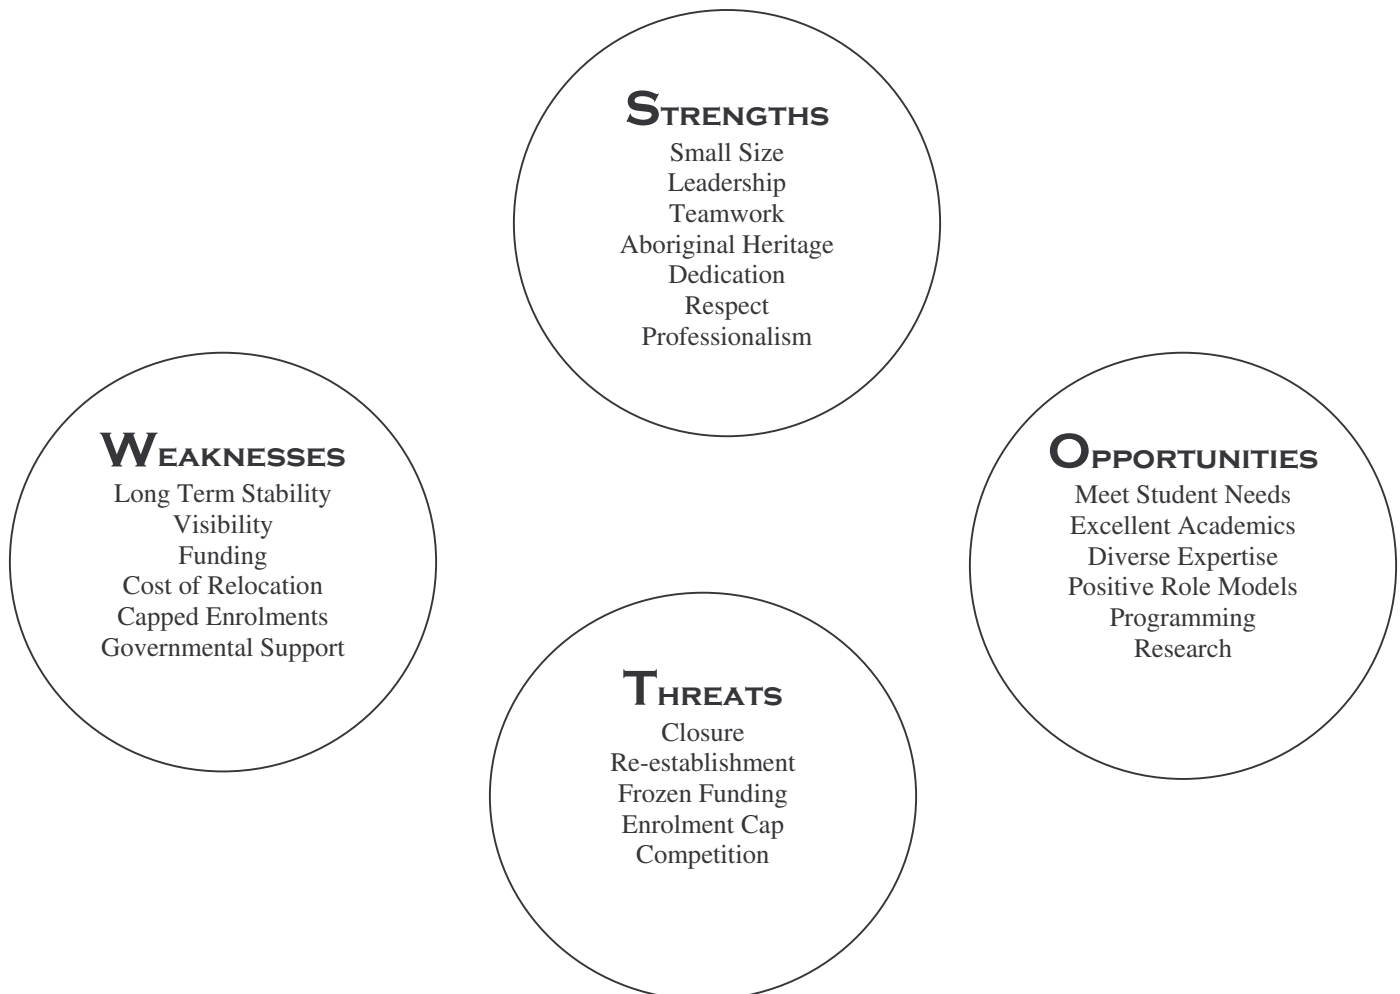 STRENGTHS
Small Size
Leadership
Teamwork
Aboriginal Heritage
Dedication
Respect
Professionalism
WEAKNESSES
Long Term Stability
Visibility
Funding
Cost of Relocation
Capped Enrolments
Governmental Support
OPPORTUNITIES
Meet Student Needs
Excellent Academics
Diverse Expertise
Positive Role Models
Programming
Research
THREATS
Closure
Re-establishment
Frozen Funding
Enrolment Cap
Competition